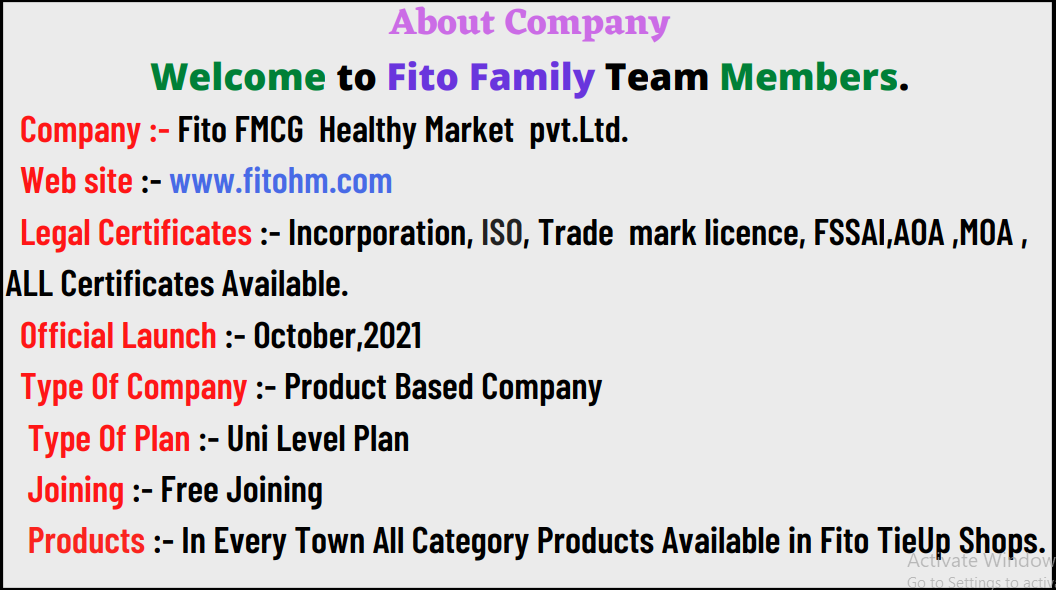 About Company
Welcome to Fito Family Team Members.
Company :- Fito FMCG Healthy Market pvt.Ltd.
Web site :- www.fitohm.com
Legal Certificates :- Incorporation, ISO, Trade mark licence, FSSAI,AOA ,MOA ,
ALL Certificates Available.
Official Launch :- October,2021
Type Of Company :- Product Based Company
Type Of Plan :- Uni Level Plan
Joining :- Free Joining
Products :- In Every Town All Category Products Available in Fito TieUp Shops.
Activate Window
Go to Settings to activ